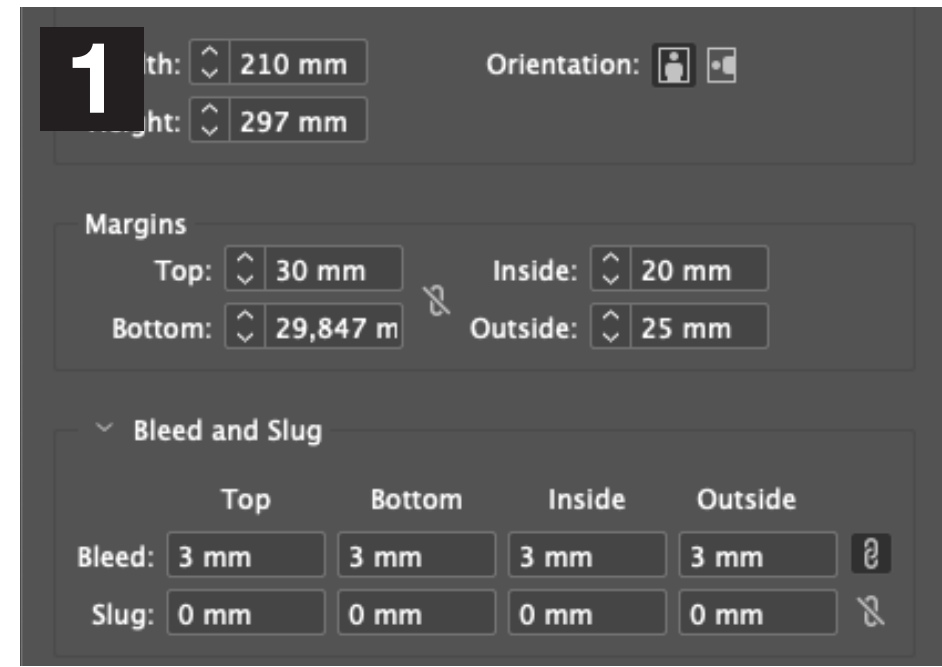 1
th: 210 mm Orientation:
ht: 297 mm
Margins
Top: 30 mm Inside: 20 mm
Bottom: 29,847 m Outside: 25 mm
Bleed and Slug
Top Bottom Inside Outside
Bleed: 3 mm 3 mm 3 mm 3 mm
Slug: 0 mm 0 mm 0 mm 0 mm